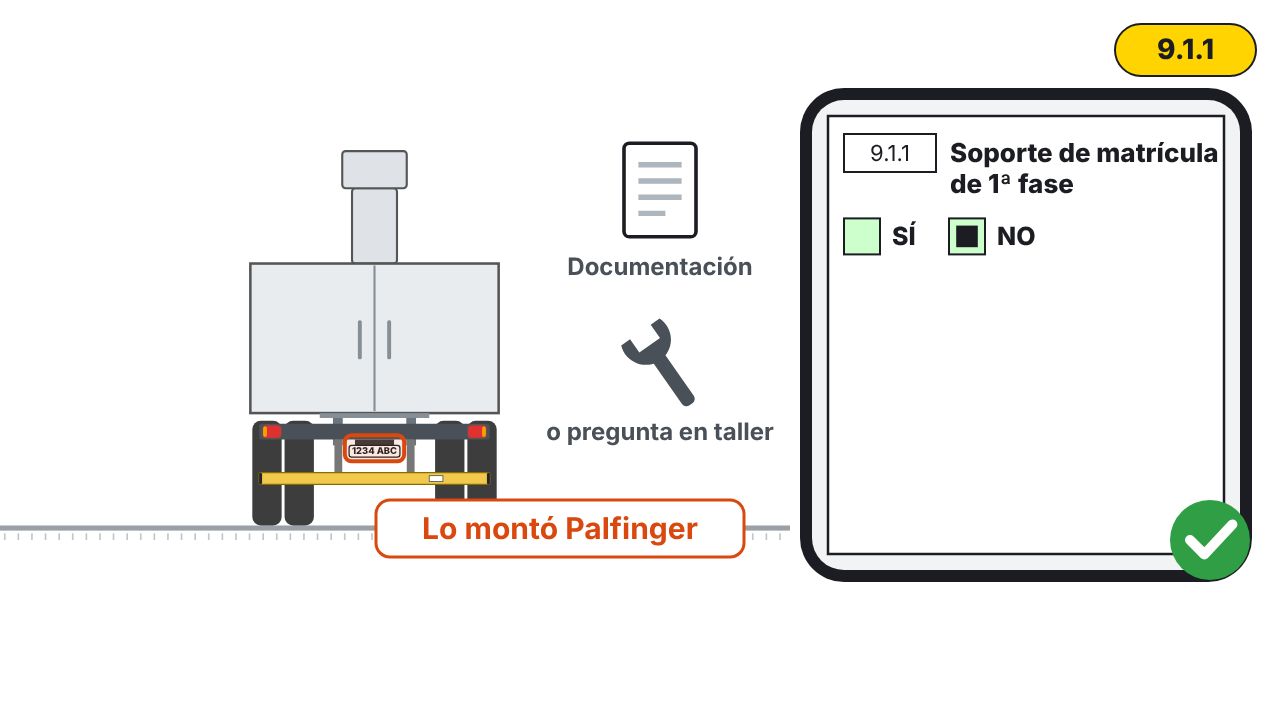 9.1.1
9.1.1
Soporte de matrícula
de 1ª fase
SÍ
NO
Documentación
o pregunta en taller
1234 ABC
Lo montó Palfinger